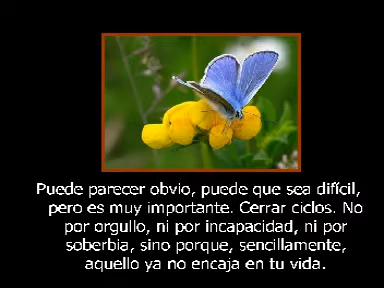 Puede parecer obvio, puede que sea difícil,
pero es muy importante. Cerrar ciclos. No
por orgullo, ni por incapacidad, ni por
soberbia, sino porque, sencillamente,
aquello ya no encaja en tu vida.